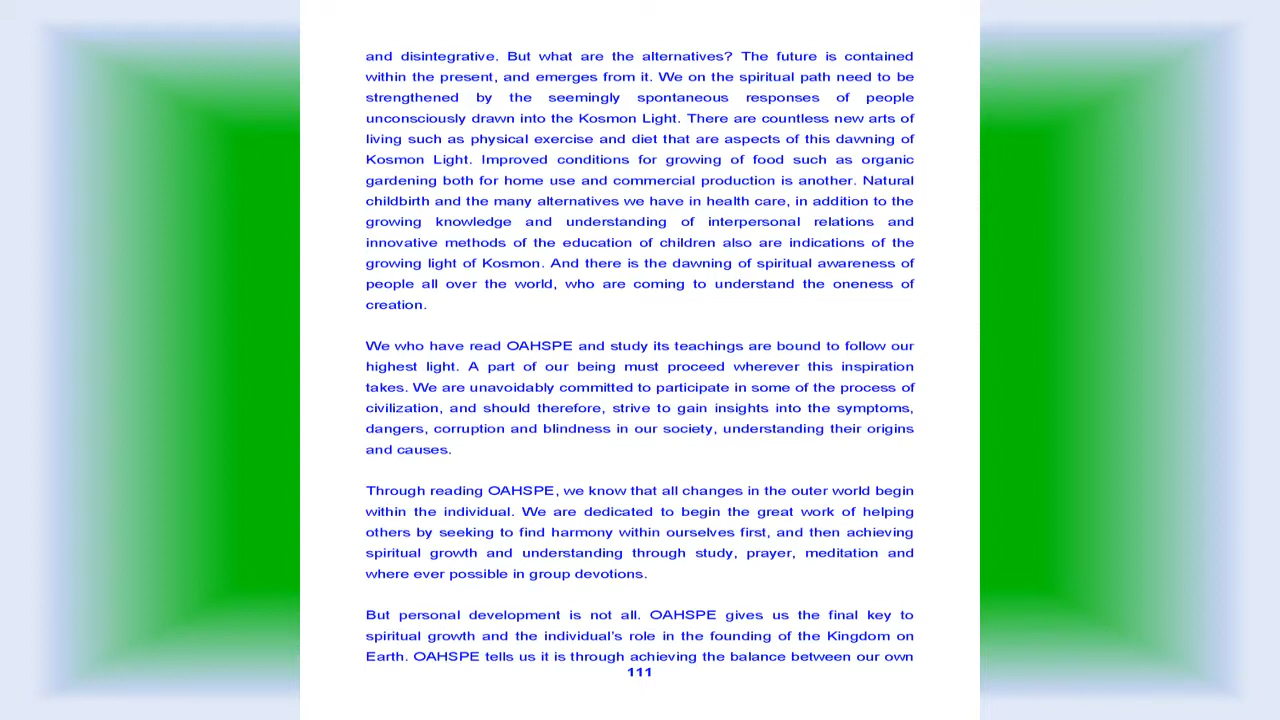 and disintegrative. But what are the alternatives? The future is contained
within the present, and emerges from it. We on the spiritual path need to be
strengthened by the seemingly spontaneous responses of people
unconsciously drawn into the Kosmon Light. There are countless new arts of
living such as physical exercise and diet that are aspects of this dawning of
Kosmon Light. Improved conditions for growing of food such as organic
gardening both for home use and commercial production is another. Natural
childbirth and the many alternatives we have in health care, in addition to the
growing knowledge and understanding of interpersonal relations and
innovative methods of the education of children also are indications of the
growing light of Kosmon. And there is the dawning of spiritual awareness of
people all over the world, who are coming to understand the oneness of
creation.
We who have read OAHSPE and study its teachings are bound to follow our
highest light. A part of our being must proceed wherever this inspiration
takes. We are unavoidably committed to participate in some of the process of
civilization, and should therefore, strive to gain insights into the symptoms,
dangers, corruption and blindness in our society, understanding their origins
and causes.
Through reading OAHSPE, we know that all changes in the outer world begin
within the individual. We are dedicated to begin the great work of helping
others by seeking to find harmony within ourselves first, and then achieving
spiritual growth and understanding through study, prayer, meditation and
where ever possible in group devotions.
But personal development is not all. OAHSPE gives us the final key to
spiritual growth and the individual's role in the founding of the Kingdom on
Earth. OAHSPE tells us it is through achieving the balance between our own
111